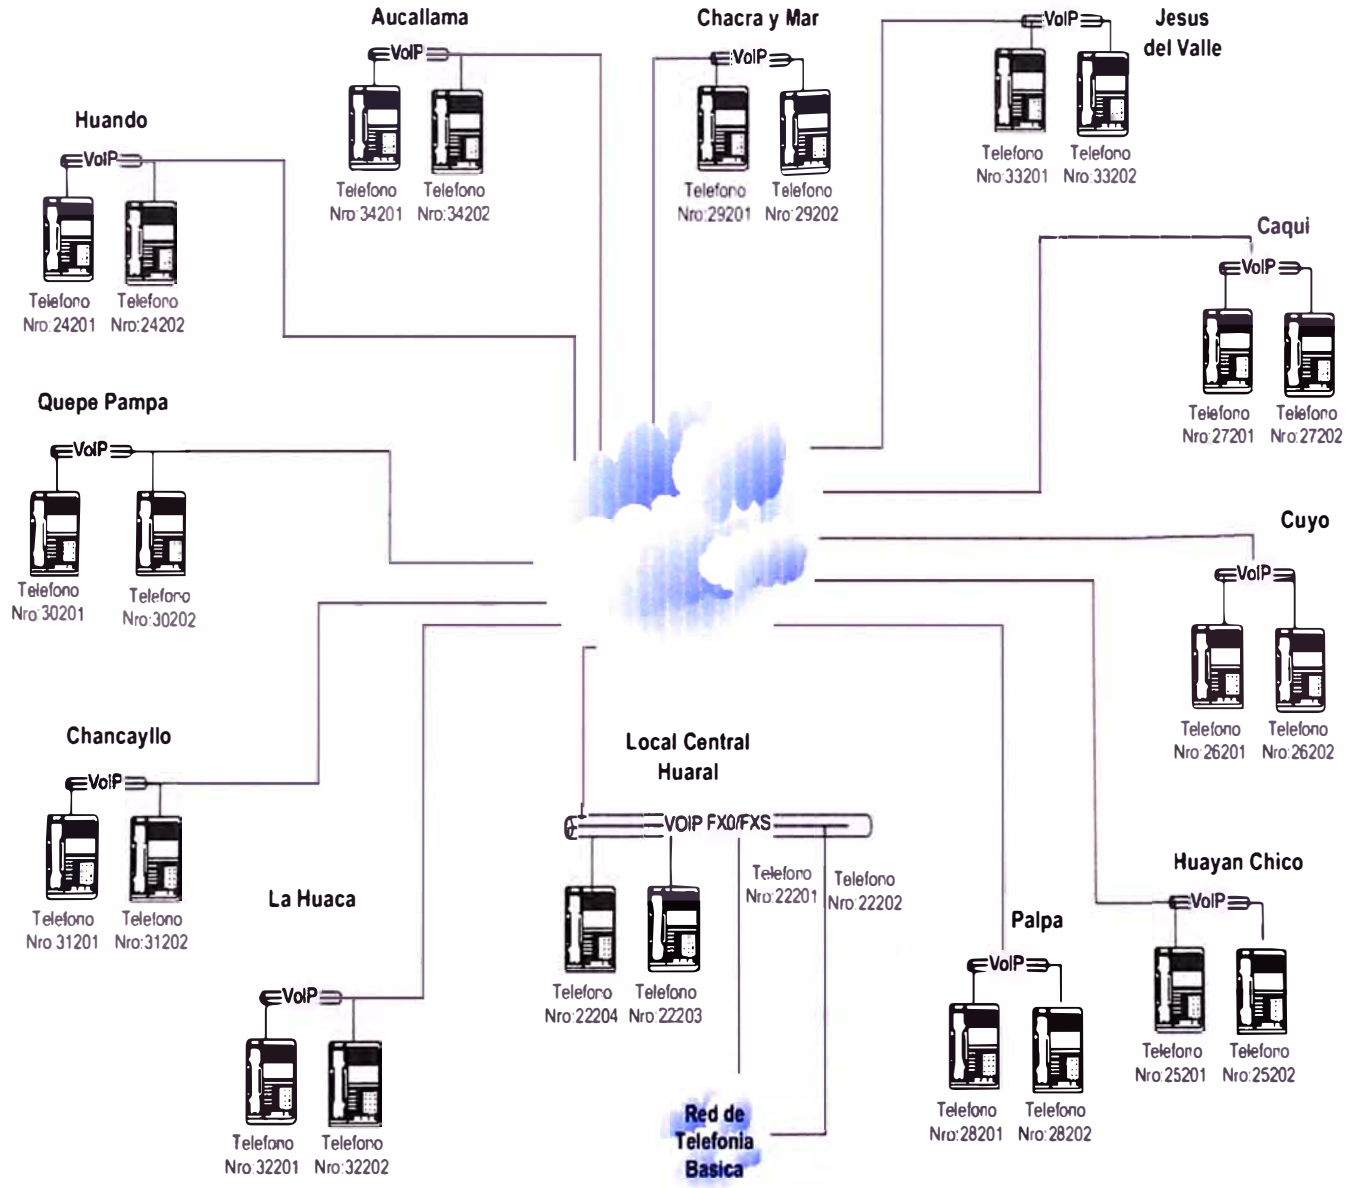 Aucallama
VoIP
Telefono
Nro:34201
Telefono
Nro:34202
Chacra y Mar
VoIP
Telefono
Nro:29201
Telefono
Nro:29202
Jesus
del Valle
VoIP
Telefono
Nro:33201
Telefono
Nro:33202
Huando
VoIP
Telefono
Nro:24201
Telefono
Nro:24202
Caqui
VoIP
Telefono
Nro:27201
Telefono
Nro:27202
Quepe Pampa
VoIP
Telefono
Nro:30201
Telefono
Nro:30202
Cuyo
VoIP
Telefono
Nro:26201
Telefono
Nro:26202
Chancayllo
VoIP
Telefono
Nro:31201
Telefono
Nro:31202
Local Central
Huaral
VOIP FX0/FXS
Telefono
Nro:22201
Telefono
Nro:22202
Telefono
Nro:22204
Telefono
Nro:22203
Huayan Chico
VoIP
Telefono
Nro:25201
Telefono
Nro:25202
La Huaca
VoIP
Telefono
Nro:32201
Telefono
Nro:32202
Palpa
VoIP
Telefono
Nro:28201
Telefono
Nro:28202
Red de
Telefonia
Basica